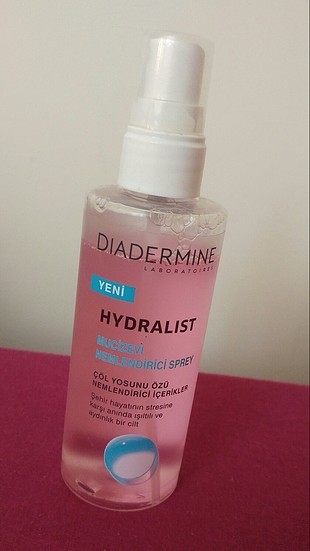 DIADERMINE
LABORATOIRES
YENİ
HYDRALIST
MUCİZEVİ
NEMLENDİRİCİ SPREY
ÇÖL YOSUNU ÖZÜ
NEMLENDİRİCİ İÇERİKLER
Şehir hayatının stresine
karşı anında ışıltılı ve
aydınlık bir cilt